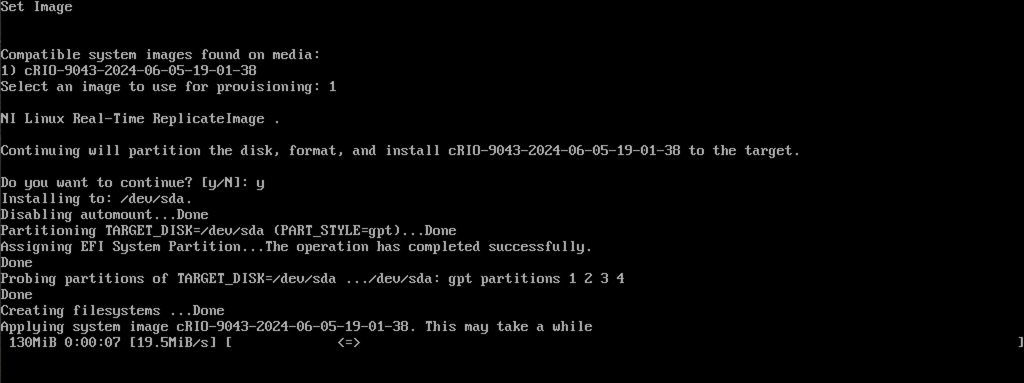 Set Image
Compatible system images found on media:
1) cRIO-9043-2024-06-05-19-01-38
Select an image to use for provisioning: 1
NI Linux Real-Time ReplicateImage .
Continuing will partition the disk, format, and install cRIO-9043-2024-06-05-19-01-38 to the target.
Do you want to continue? [y/N]: y
Installing to: /dev/sda.
Disabling automount...Done
Partitioning TARGET_DISK=/dev/sda (PART_STYLE=gpt)...Done
Assigning EFI System Partition...The operation has completed successfully.
Done
Probing partitions of TARGET_DISK=/dev/sda .../dev/sda: gpt partitions 1 2 3 4
Done
Creating filesystems ...Done
Applying system image cRIO-9043-2024-06-05-19-01-38. This may take a while
130MiB 0:00:07 [19.5MiB/s] [             <=>                                                                                  ]